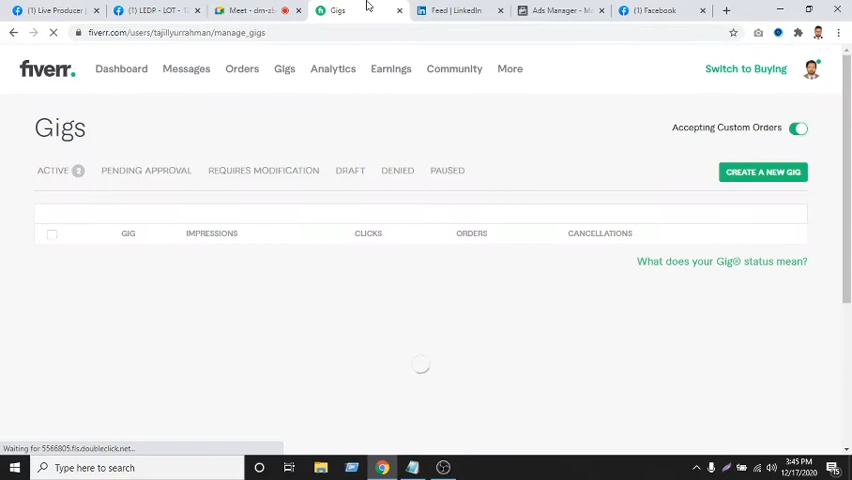 (1) Live Producer
(1) LEDP - LOT - 
Meet - dm-zb
Gigs
Feed | LinkedIn
Ads Manager - Ma
(1) Facebook
fiverr.com/users/tajillyurrahman/manage_gigs
fiverr.
Dashboard
Messages
Orders
Gigs
Analytics
Earnings
Community
More
Switch to Buying
Gigs
Accepting Custom Orders
ACTIVE 2
PENDING APPROVAL
REQUIRES MODIFICATION
DRAFT
DENIED
PAUSED
CREATE A NEW GIG
GIG
IMPRESSIONS
CLICKS
ORDERS
CANCELLATIONS
What does your Gig® status mean?
Waiting for 5566805.fls.doubleclick.net...
Type here to search
3:45 PM
12/17/2020